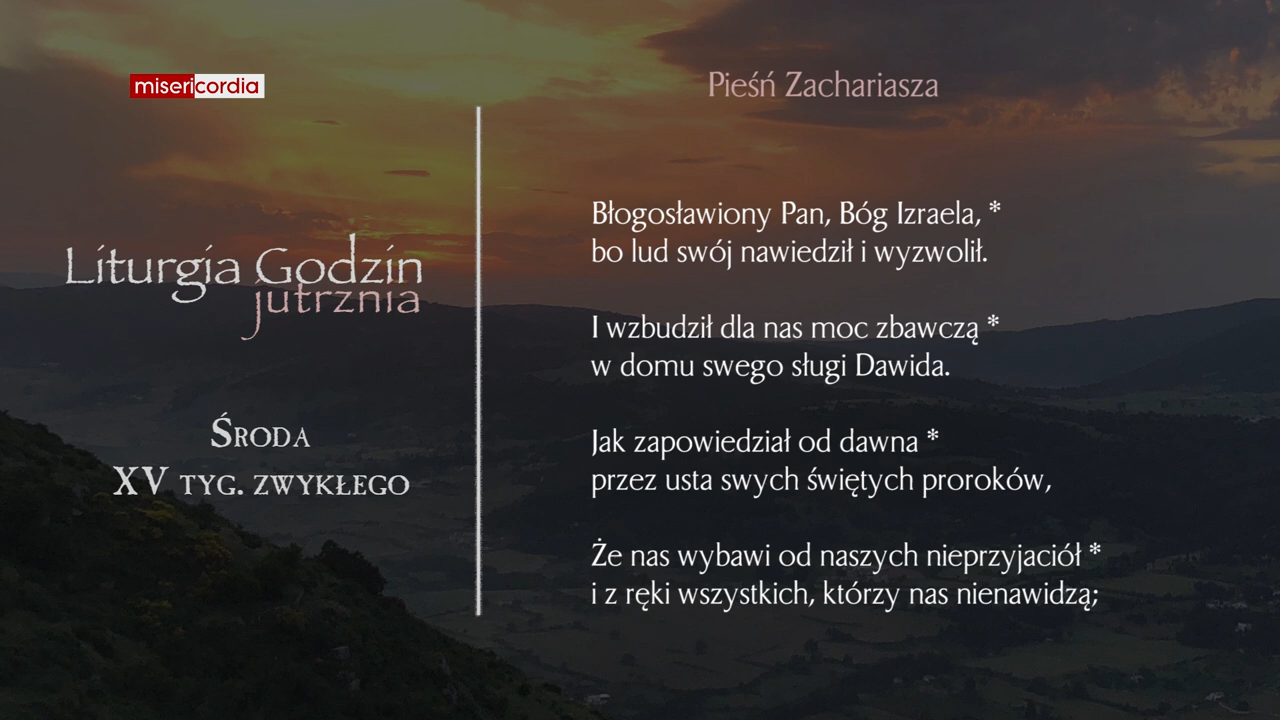 misericordia
Liturgia Godzin
jutrznia
Środa
XV tyg. zwykłego
Pieśń Zachariasza
Błogosławiony Pan, Bóg Izraela, *
bo lud swój nawiedził i wyzwolił.
I wzbudził dla nas moc zbawczą *
w domu swego sługi Dawida.
Jak zapowiedział od dawna *
przez usta swych świętych proroków,
Że nas wybawi od naszych nieprzyjaciół *
i z ręki wszystkich, którzy nas nienawidzą;